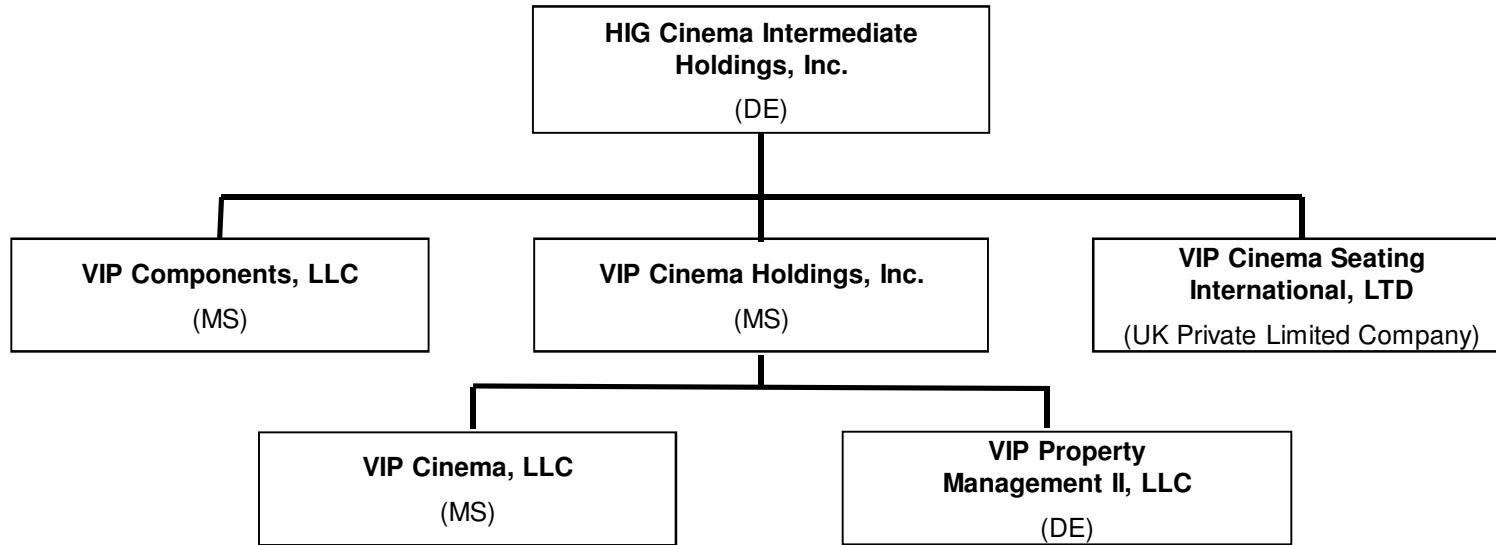 HIG Cinema Intermediate
Holdings, Inc.
(DE)
VIP Components, LLC
(MS)
VIP Cinema Holdings, Inc.
(MS)
VIP Cinema Seating
International, LTD
(UK Private Limited Company)
VIP Cinema, LLC
(MS)
VIP Property
Management II, LLC
(DE)